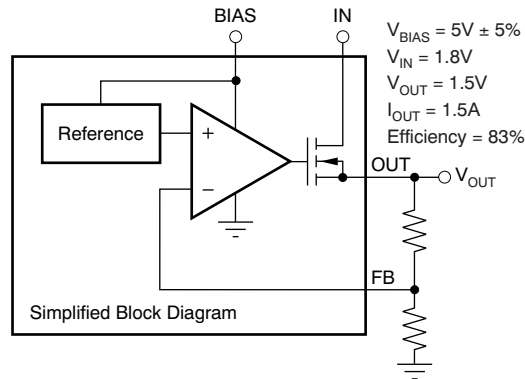 BIAS
IN
V_BIAS = 5V ± 5%
V_IN = 1.8V
V_OUT = 1.5V
I_OUT = 1.5A
Efficiency = 83%
Reference
+
−
OUT
V_OUT
FB
Simplified Block Diagram